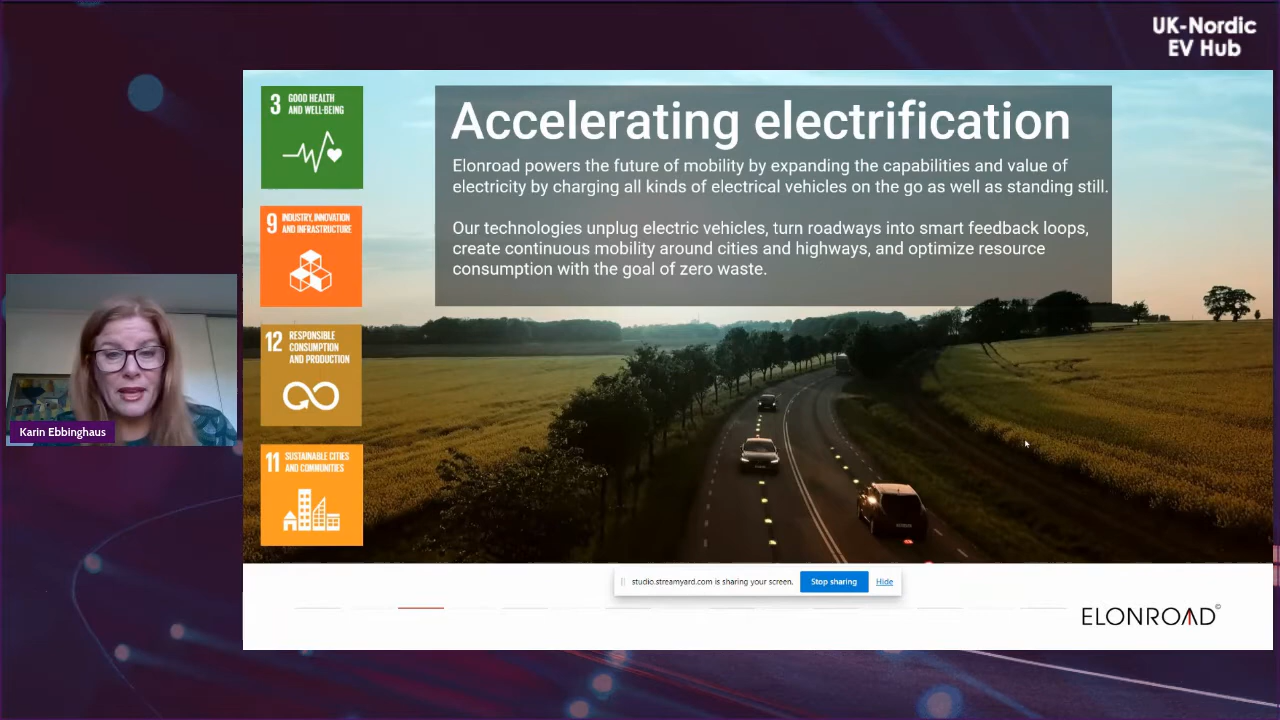 UK-Nordic
EV Hub
3 GOOD HEALTH
AND WELL-BEING
9 INDUSTRY, INNOVATION
AND INFRASTRUCTURE
12 RESPONSIBLE
CONSUMPTION
AND PRODUCTION
11 SUSTAINABLE CITIES
AND COMMUNITIES
Accelerating electrification
Elonroad powers the future of mobility by expanding the capabilities and value of
electricity by charging all kinds of electrical vehicles on the go as well as standing still.
Our technologies unplug electric vehicles, turn roadways into smart feedback loops,
create continuous mobility around cities and highways, and optimize resource
consumption with the goal of zero waste.
Karin Ebbinghaus
studio.streamyard.com is sharing your screen. Stop sharing Hide
ELONROAD©